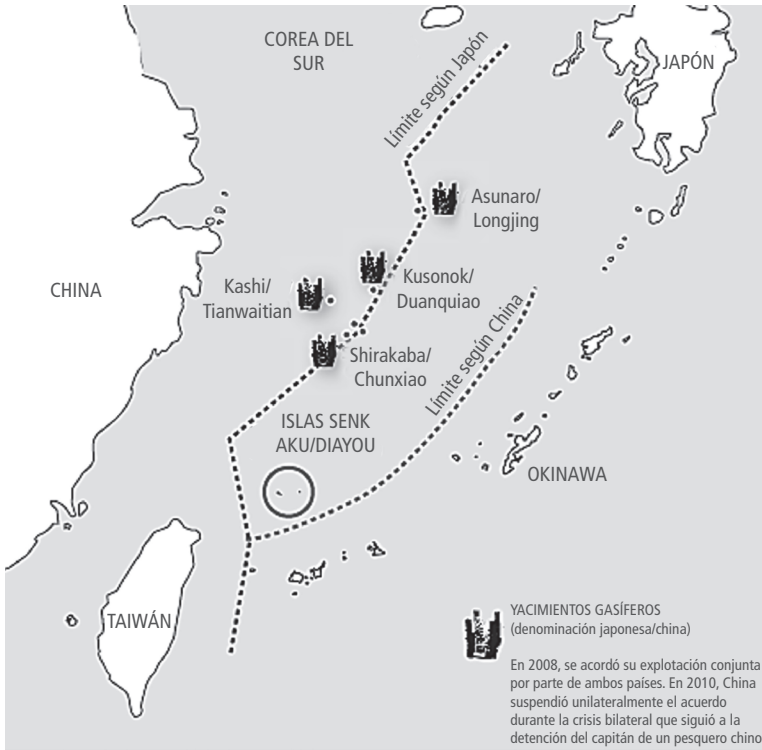 COREA DEL
SUR
JAPÓN
Límite según Japón
Asunaro/
Longjing
CHINA
Kashi/
Tianwaitian
Kusonok/
Duanquiao
Shirakaba/
Chunxiao
Límite según China
ISLAS SENK
AKU/DIAYOU
OKINAWA
TAIWÁN
YACIMIENTOS GASÍFEROS
(denominación japonesa/china)
En 2008, se acordó su explotación conjunta
por parte de ambos países. En 2010, China
suspendió unilateralmente el acuerdo
durante la crisis bilateral que siguió a la
detención del capitán de un pesquero chino